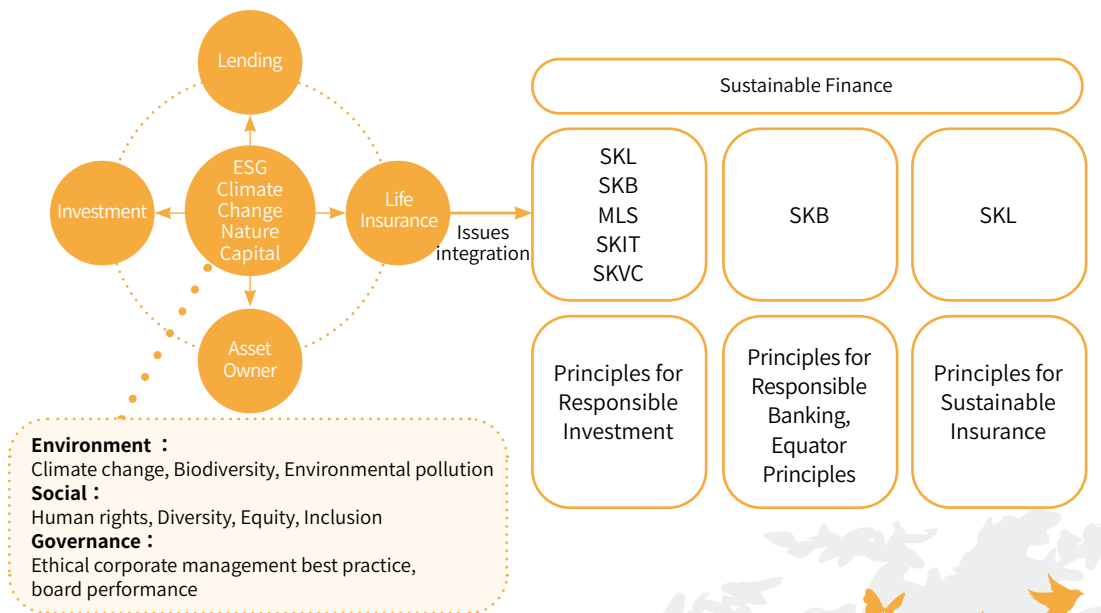 Lending
Investment
ESG
Climate
Change
Nature
Capital
Life
Insurance
Asset
Owner
Issues
integration
Environment ：
Climate change, Biodiversity, Environmental pollution
Social：
Human rights, Diversity, Equity, Inclusion
Governance：
Ethical corporate management best practice,
board performance
Sustainable Finance
SKL
SKB
MLS
SKIT
SKVC
SKB
SKL
Principles for
Responsible
Investment
Principles for
Responsible
Banking,
Equator
Principles
Principles for
Sustainable
Insurance